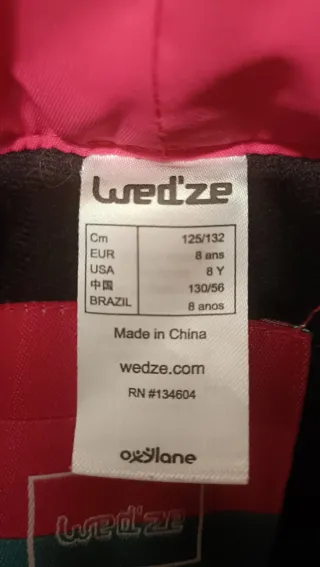 wed'ze
Cm 125/132
EUR 8 ans
USA 8 Y
中国 130/56
BRAZIL 8 anos
Made in China
wedze.com
RN #134604
oxylane
wed'ze